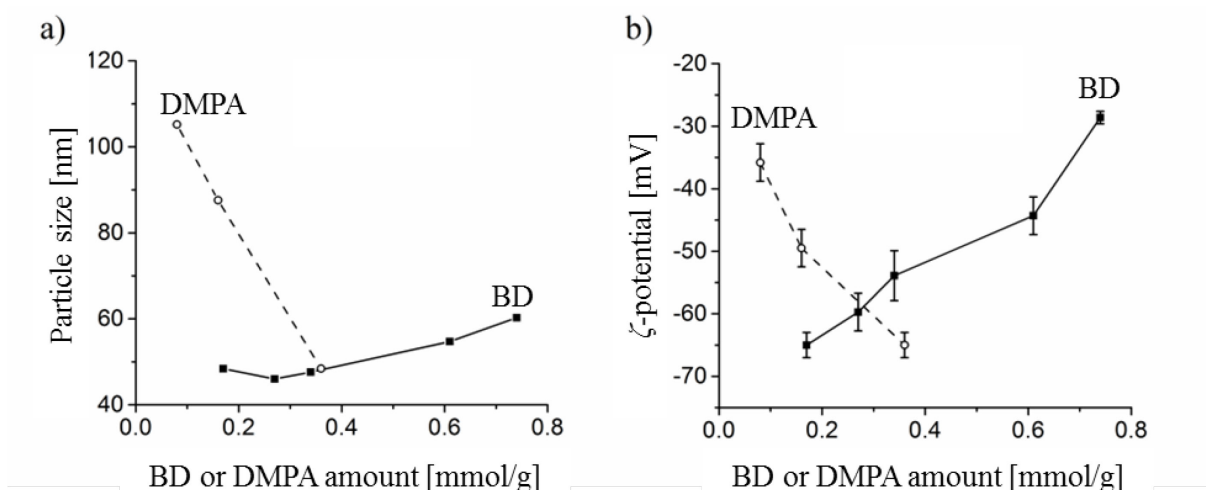 a)
120
100
80
60
40
0.0 0.2 0.4 0.6 0.8
Particle size [nm]
DMPA
BD
BD or DMPA amount [mmol/g]
b)
-20
-30
-40
-50
-60
-70
0.0 0.2 0.4 0.6 0.8
ζ-potential [mV]
DMPA
BD
BD or DMPA amount [mmol/g]